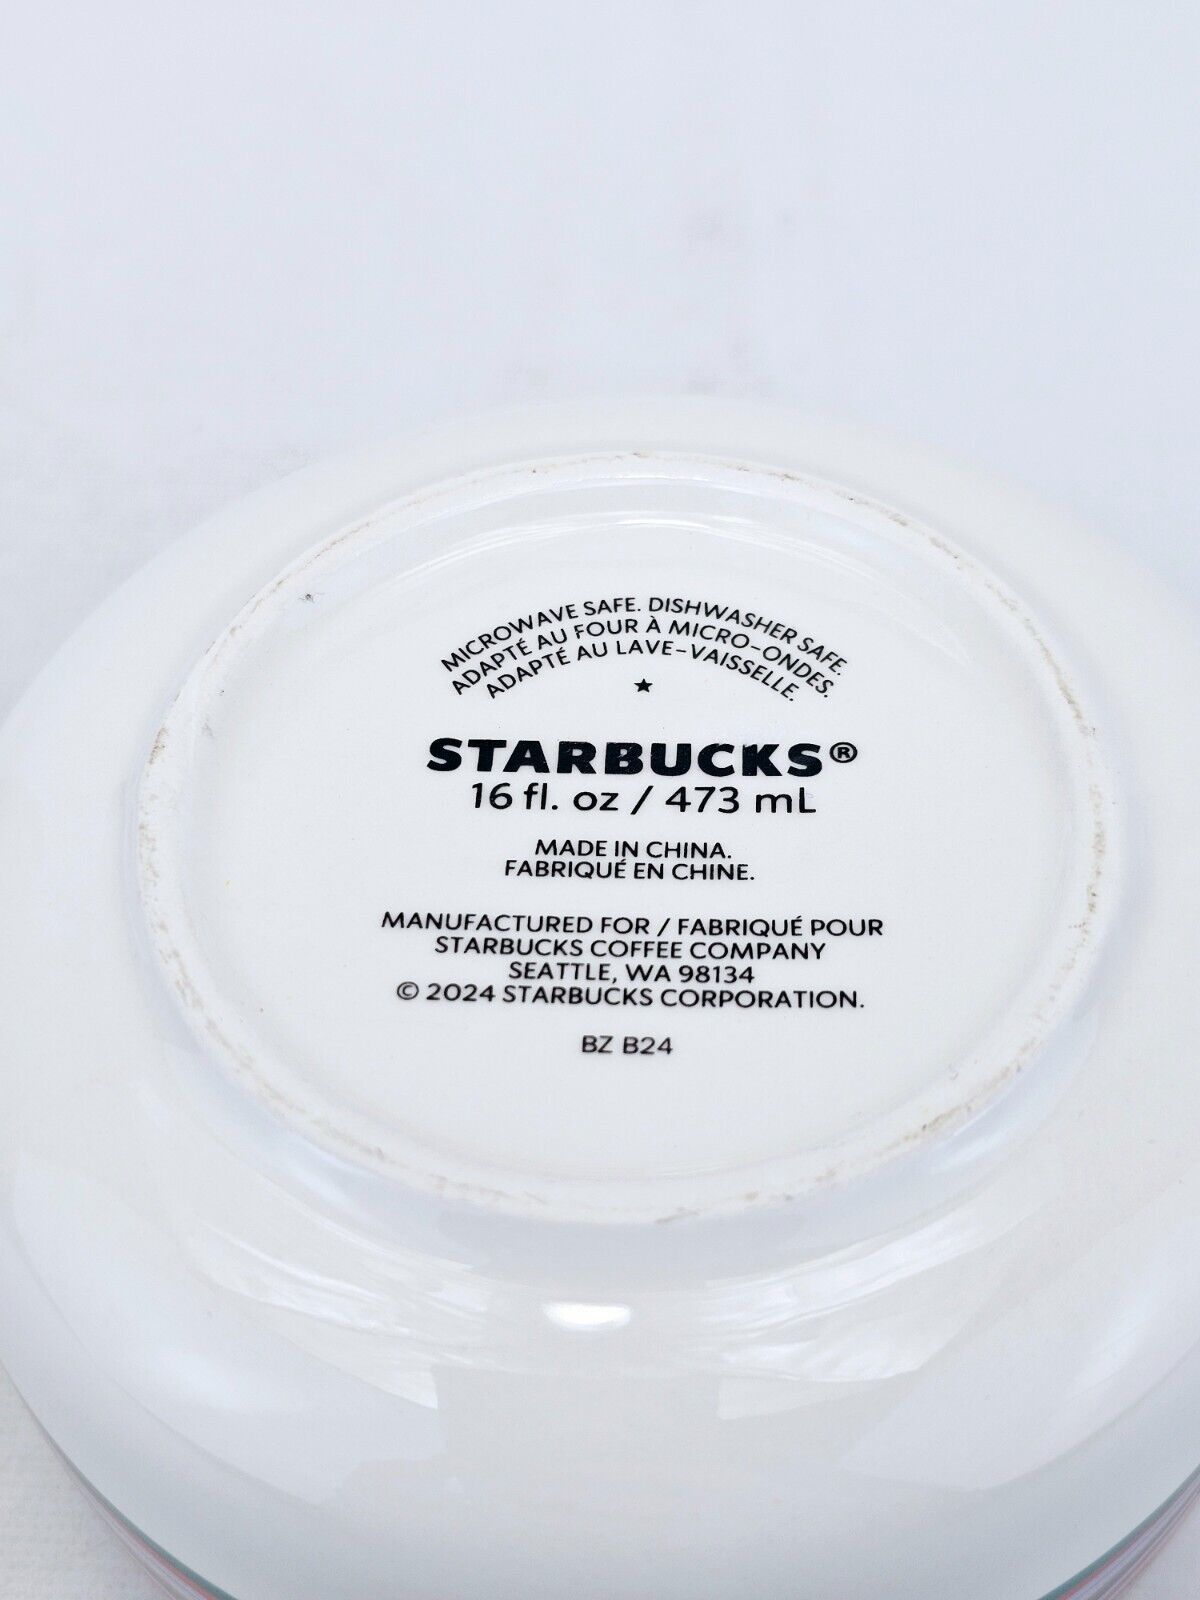 MICROWAVE SAFE. DISHWASHER SAFE.
ADAPTÉ AU FOUR À MICRO-ONDES.
ADAPTÉ AU LAVE-VAISSELLE.
★
STARBUCKS®
16 fl. oz / 473 mL
MADE IN CHINA.
FABRIQUÉ EN CHINE.
MANUFACTURED FOR / FABRIQUÉ POUR
STARBUCKS COFFEE COMPANY
SEATTLE, WA 98134
© 2024 STARBUCKS CORPORATION.
BZ B24